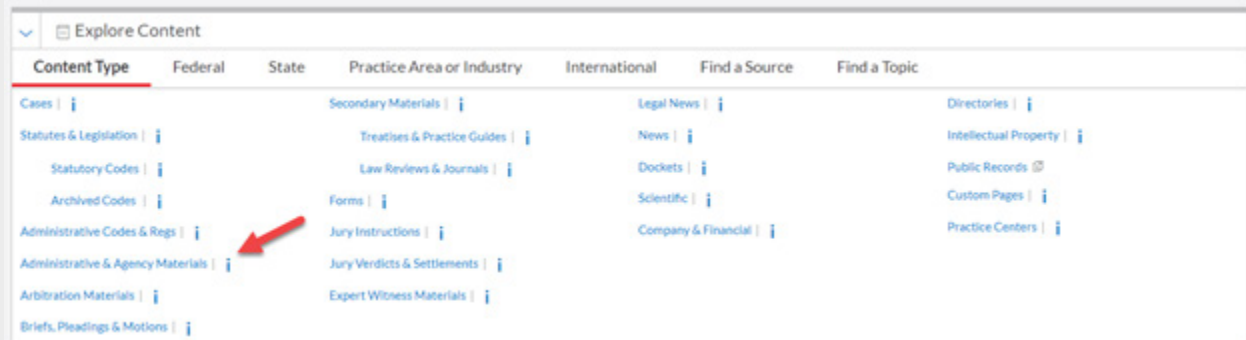 Explore Content
Content Type Federal State Practice Area or Industry International Find a Source Find a Topic
Cases |
Statutes & Legislation |
Statutory Codes |
Archived Codes |
Administrative Codes & Regs |
Administrative & Agency Materials |
Arbitration Materials |
Briefs, Pleadings & Motions |
Secondary Materials |
Treatises & Practice Guides |
Law Reviews & Journals |
Forms |
Jury Instructions |
Jury Verdicts & Settlements |
Expert Witness Materials |
Legal News |
News |
Dockets |
Scientific |
Company & Financial |
Directories |
Intellectual Property |
Public Records
Custom Pages |
Practice Centers |